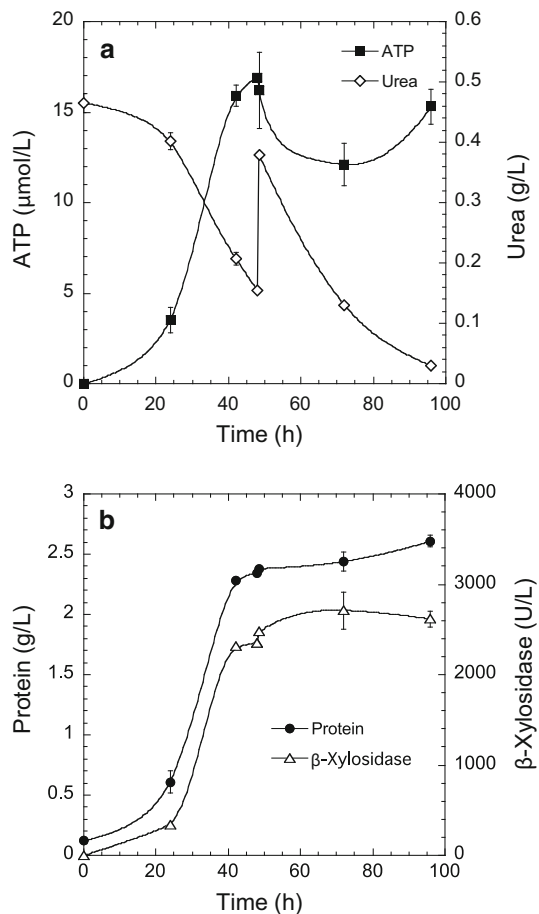 a
ATP
Urea
20
15
10
5
0
ATP (µmol/L)
0.6
0.5
0.4
0.3
0.2
0.1
0
Urea (g/L)
0 20 40 60 80 100
Time (h)
b
Protein
β-Xylosidase
3
2.5
2
1.5
1
0.5
0
Protein (g/L)
4000
3000
2000
1000
0
β-Xylosidase (U/L)
0 20 40 60 80 100
Time (h)